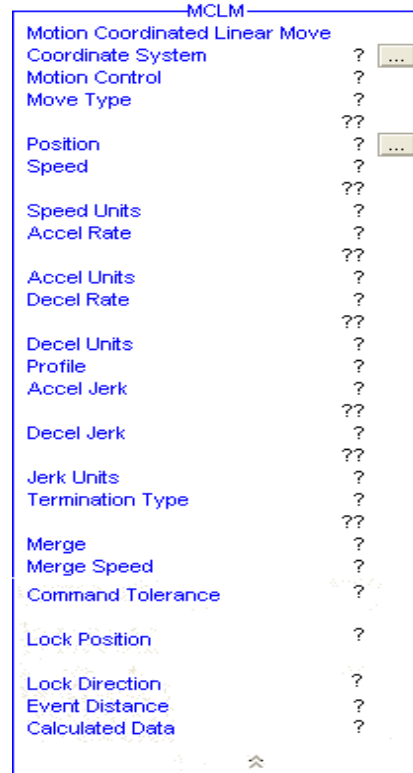 MCLM
Motion Coordinated Linear Move
Coordinate System ? ...
Motion Control ?
Move Type ?
??
Position ? ...
Speed ?
??
Speed Units ?
Accel Rate ?
??
Accel Units ?
Decel Rate ?
??
Decel Units ?
Profile ?
Accel Jerk ?
??
Decel Jerk ?
??
Jerk Units ?
Termination Type ?
??
Merge ?
Merge Speed ?
Command Tolerance ?
Lock Position ?
Lock Direction ?
Event Distance ?
Calculated Data ?